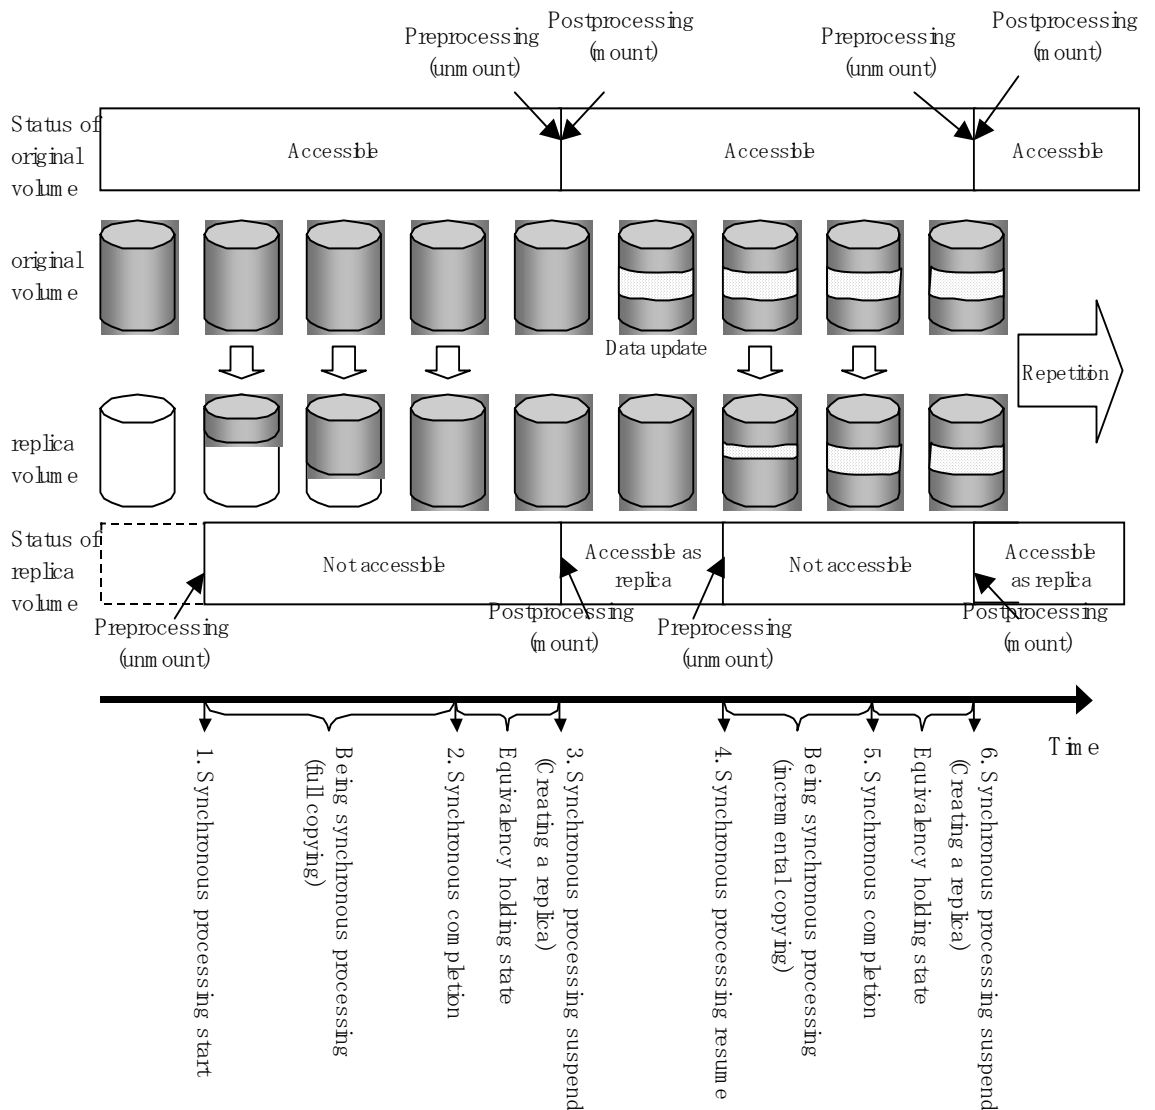 Preprocessing
(unmount)
Postprocessing
(mount)
Preprocessing
(unmount)
Postprocessing
(mount)
Status of
original
volume
Accessible
Accessible
Accessible
original
volume
Data update
Repetition
replica
volume
Status of
replica
volume
Not accessible
Accessible as
replica
Not accessible
Accessible
as replica
Preprocessing
(unmount)
Postprocessing
(mount)
Preprocessing
(unmount)
Postprocessing
(mount)
Time
1. Synchronous processing start
Being synchronous processing
(full copying)
2. Synchronous completion
Equivalency holding state
3. Synchronous processing suspend
(Creating a replica)
4. Synchronous processing resume
Being synchronous processing
(incremental copying)
5. Synchronous completion
Equivalency holding state
6. Synchronous processing suspend
(Creating a replica)